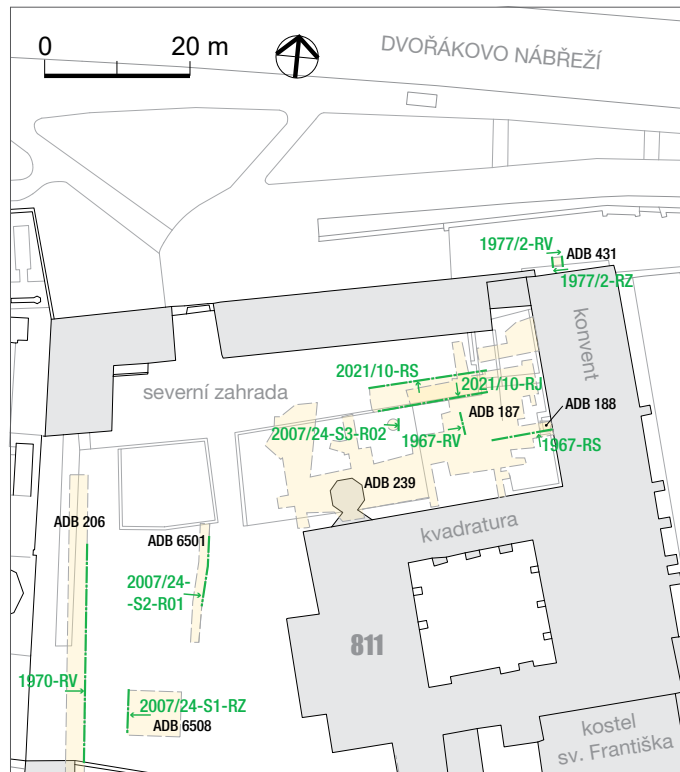 0 20 m
DVOŘÁKOVO NÁBŘEŽÍ
1977/2-RV
ADB 431
1977/2-RZ
konvent
2021/10-RS
severní zahrada
2021/10-RJ
ADB 187
ADB 188
2007/24-S3-R02
1967-RV
1967-RS
ADB 239
ADB 206
kvadratura
ADB 6501
2007/24-
-S2-R01
811
1970-RV
2007/24-S1-RZ
ADB 6508
kostel
sv. Františka